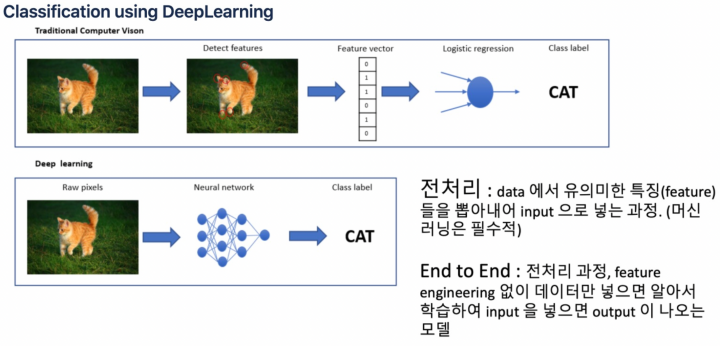 Classification using DeepLearning
Traditional Computer Vison
Detect features
Feature vector
Logistic regression
Class label
0
1
1
0
1
0
CAT
Deep learning
Raw pixels
Neural network
Class label
CAT
전처리 : data 에서 유의미한 특징(feature)
들을 뽑아내어 input 으로 넣는 과정. (머신
러닝은 필수적)
End to End : 전처리 과정, feature
engineering 없이 데이터만 넣으면 알아서
학습하여 input 을 넣으면 output 이 나오는
모델